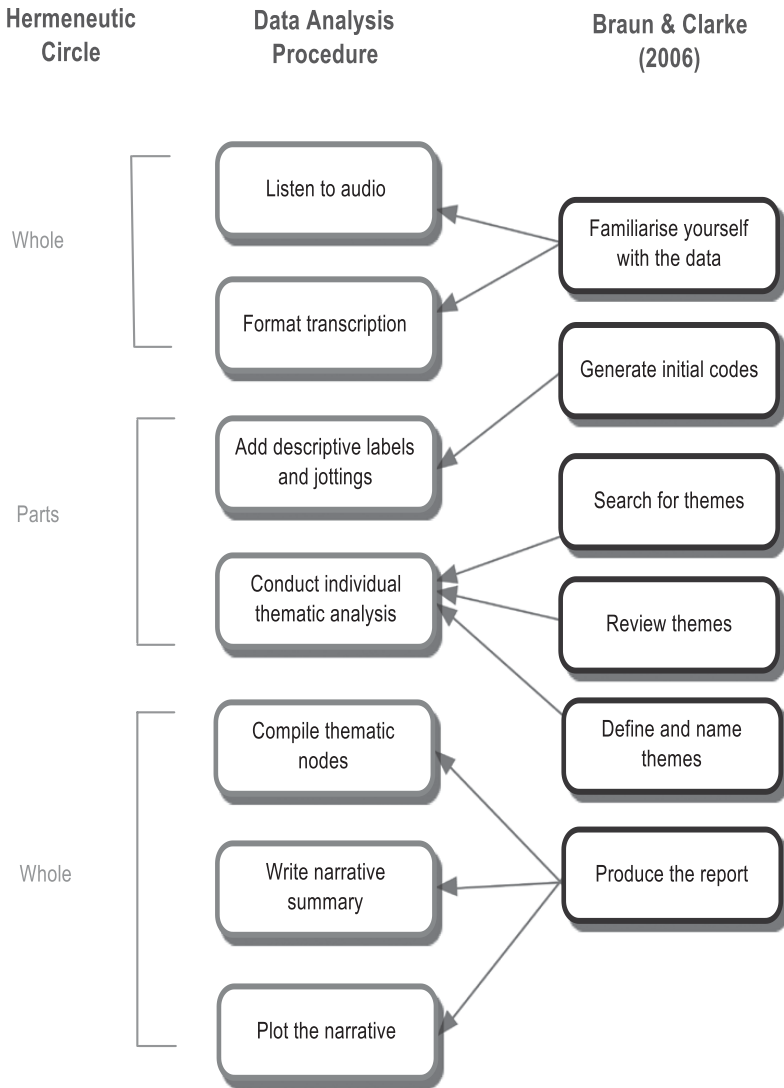 Hermeneutic
Circle
Data Analysis
Procedure
Braun & Clarke
(2006)
Whole
Parts
Whole
Listen to audio
Format transcription
Add descriptive labels
and jottings
Conduct individual
thematic analysis
Compile thematic
nodes
Write narrative
summary
Plot the narrative
Familiarise yourself
with the data
Generate initial codes
Search for themes
Review themes
Define and name
themes
Produce the report